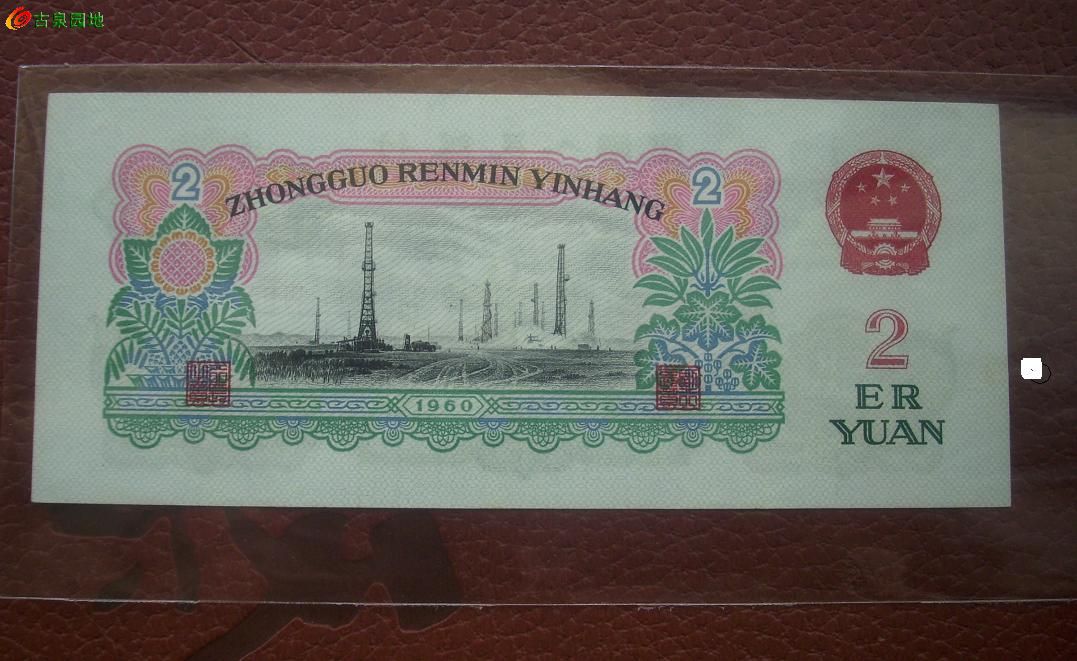 古泉园地
2
ZHONGGUO RENMIN YINHANG
2
1960
2
ER
YUAN